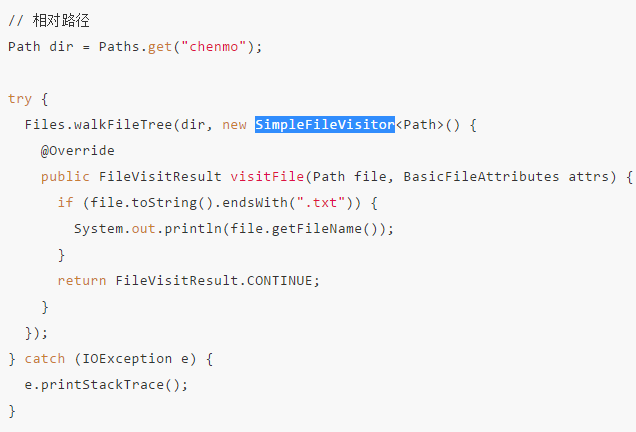 // 相对路径
Path dir = Paths.get("chenmo");
try {
Files.walkFileTree(dir, new SimpleFileVisitor<Path>() {
@Override
public FileVisitResult visitFile(Path file, BasicFileAttributes attrs) {
if (file.toString().endsWith(".txt")) {
System.out.println(file.getFileName());
}
return FileVisitResult.CONTINUE;
}
});
} catch (IOException e) {
e.printStackTrace();
}